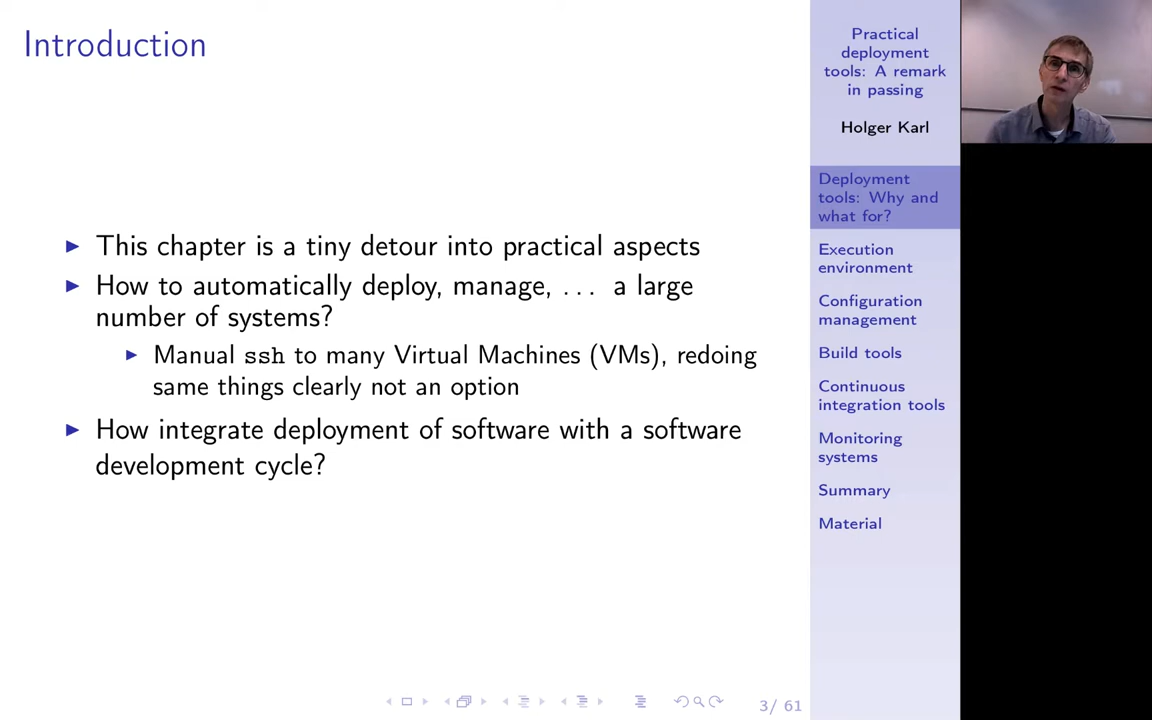 Introduction
This chapter is a tiny detour into practical aspects
How to automatically deploy, manage, ... a large
number of systems?
Manual ssh to many Virtual Machines (VMs), redoing
same things clearly not an option
How integrate deployment of software with a software
development cycle?
Practical
deployment
tools: A remark
in passing
Holger Karl
Deployment
tools: Why and
what for?
Execution
environment
Configuration
management
Build tools
Continuous
integration tools
Monitoring
systems
Summary
Material
3/ 61